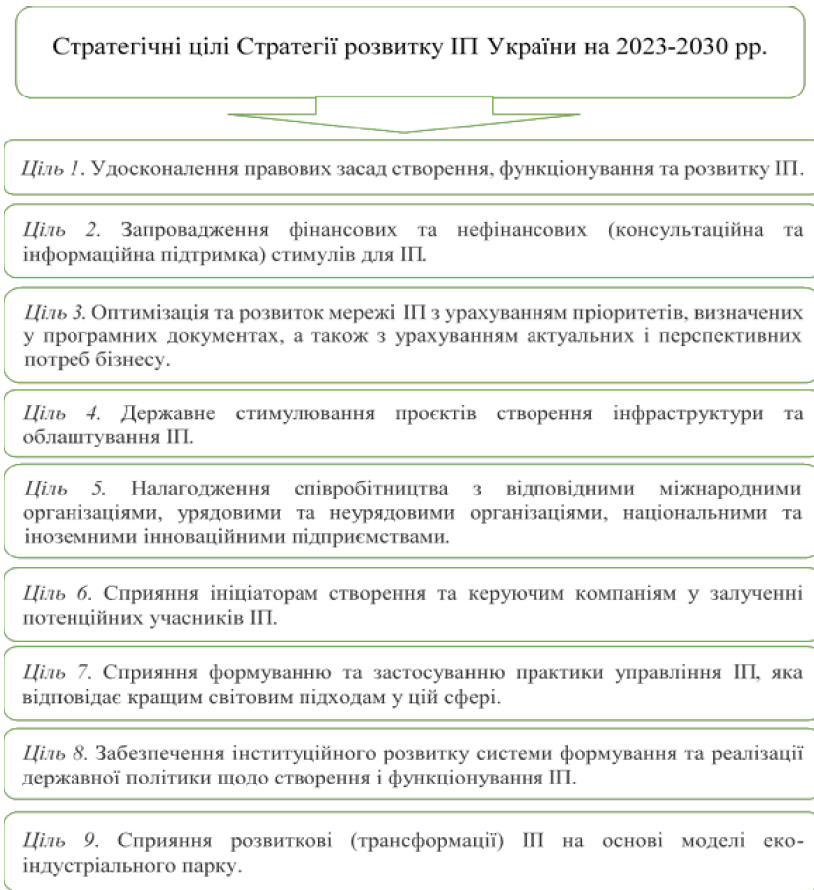 Стратегічні цілі Стратегії розвитку ІП України на 2023-2030 рр.
Ціль 1. Удосконалення правових засад створення, функціонування та розвитку ІП.
Ціль 2. Запровадження фінансових та нефінансових (консультаційна та
інформаційна підтримка) стимулів для ІП.
Ціль 3. Оптимізація та розвиток мережі ІП з урахуванням пріоритетів, визначених
у програмних документах, а також з урахуванням актуальних і перспективних
потреб бізнесу.
Ціль 4. Державне стимулювання проєктів створення інфраструктури та
облаштування ІП.
Ціль 5. Налагодження співробітництва з відповідними міжнародними
організаціями, урядовими та неурядовими організаціями, національними та
іноземними інноваційними підприємствами.
Ціль 6. Сприяння ініціаторам створення та керуючим компаніям у залученні
потенційних учасників ІП.
Ціль 7. Сприяння формуванню та застосуванню практики управління ІП, яка
відповідає кращим світовим підходам у цій сфері.
Ціль 8. Забезпечення інституційного розвитку системи формування та реалізації
державної політики щодо створення і функціонування ІП.
Ціль 9. Сприяння розвиткові (трансформації) ІП на основі моделі еко-
індустріального парку.